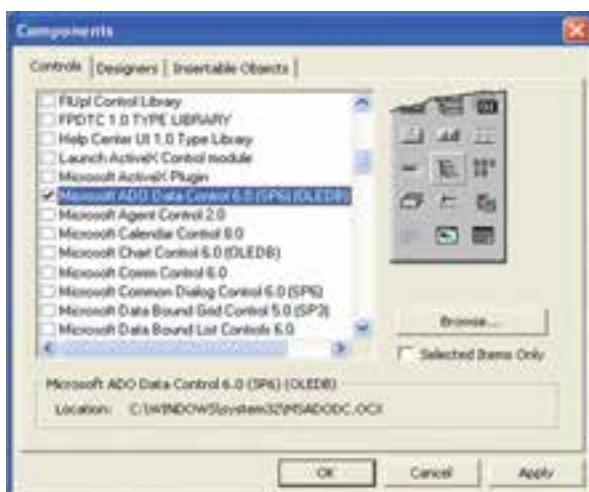 Components
Controls Designers Insertable Objects
FlUpl Control Library
FPDTC 1.0 TYPE LIBRARY
Help Center UI 1.0 Type Library
Launch ActiveX Control module
Microsoft ActiveX Plugin
Microsoft ADO Data Control 6.0 (SP6) (OLEDB)
Microsoft Agent Control 2.0
Microsoft Calendar Control 8.0
Microsoft Chart Control 6.0 (OLEDB)
Microsoft Comm Control 6.0
Microsoft Common Dialog Control 6.0 (SP6)
Microsoft Data Bound Grid Control 5.0 (SP3)
Microsoft Data Bound List Controls 6.0
Browse...
Selected Items Only
Microsoft ADO Data Control 6.0 (SP6) (OLEDB)
Location: C:\WINDOWS\system32\MSADODC.OCX
OK Cancel Apply